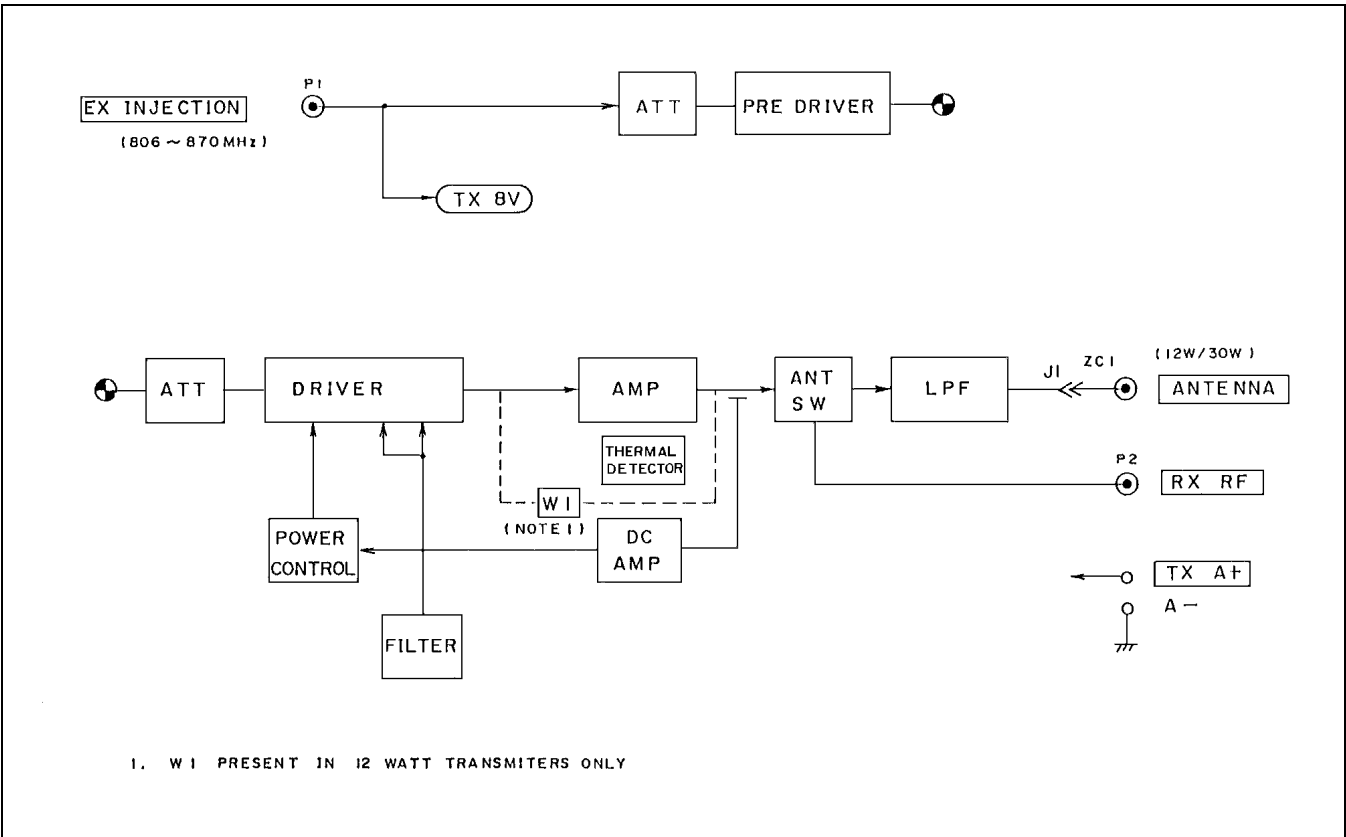 P1
EX INJECTION
(806 ~ 870 MHz)
ATT
PRE DRIVER
TX 8V
ATT
DRIVER
AMP
ANT
SW
LPF
J1
ZC1
(12W/30W)
ANTENNA
THERMAL
DETECTOR
P2
RX RF
W1
(NOTE 1)
POWER
CONTROL
DC
AMP
TX A+
A-
FILTER
1. W1 PRESENT IN 12 WATT TRANSMITERS ONLY